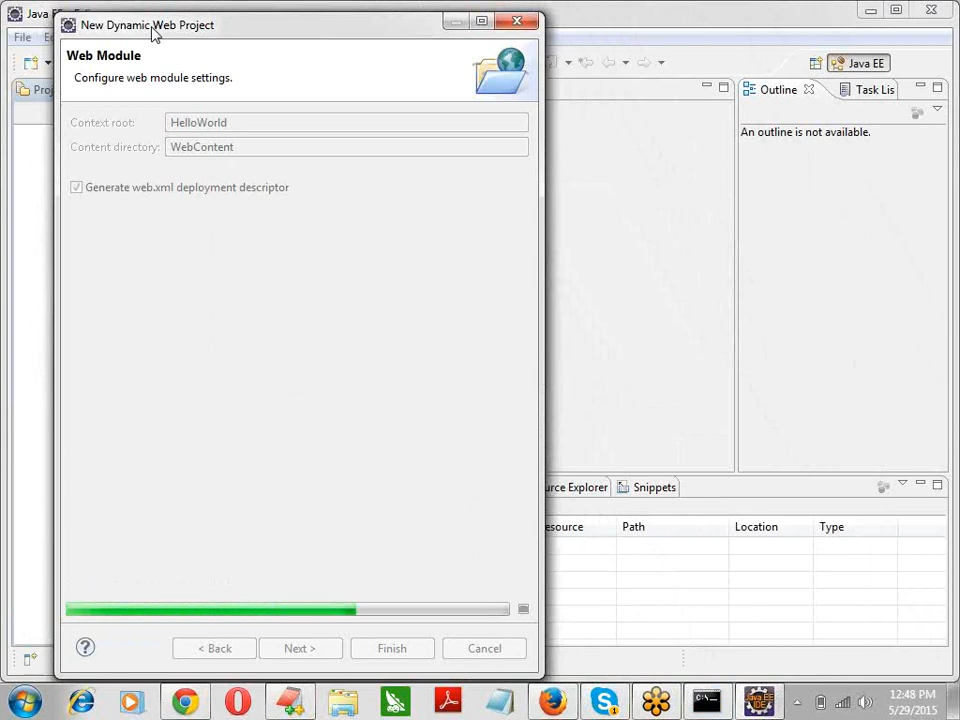 Java
New Dynamic Web Project
File
Web Module
Configure web module settings.
Java EE
Proj
Outline
Task Lis
Context root:
HelloWorld
An outline is not available.
Content directory:
WebContent
Generate web.xml deployment descriptor
urce Explorer
Snippets
esource
Path
Location
Type
?
< Back
Next >
Finish
Cancel
12:48 PM
5/29/2015